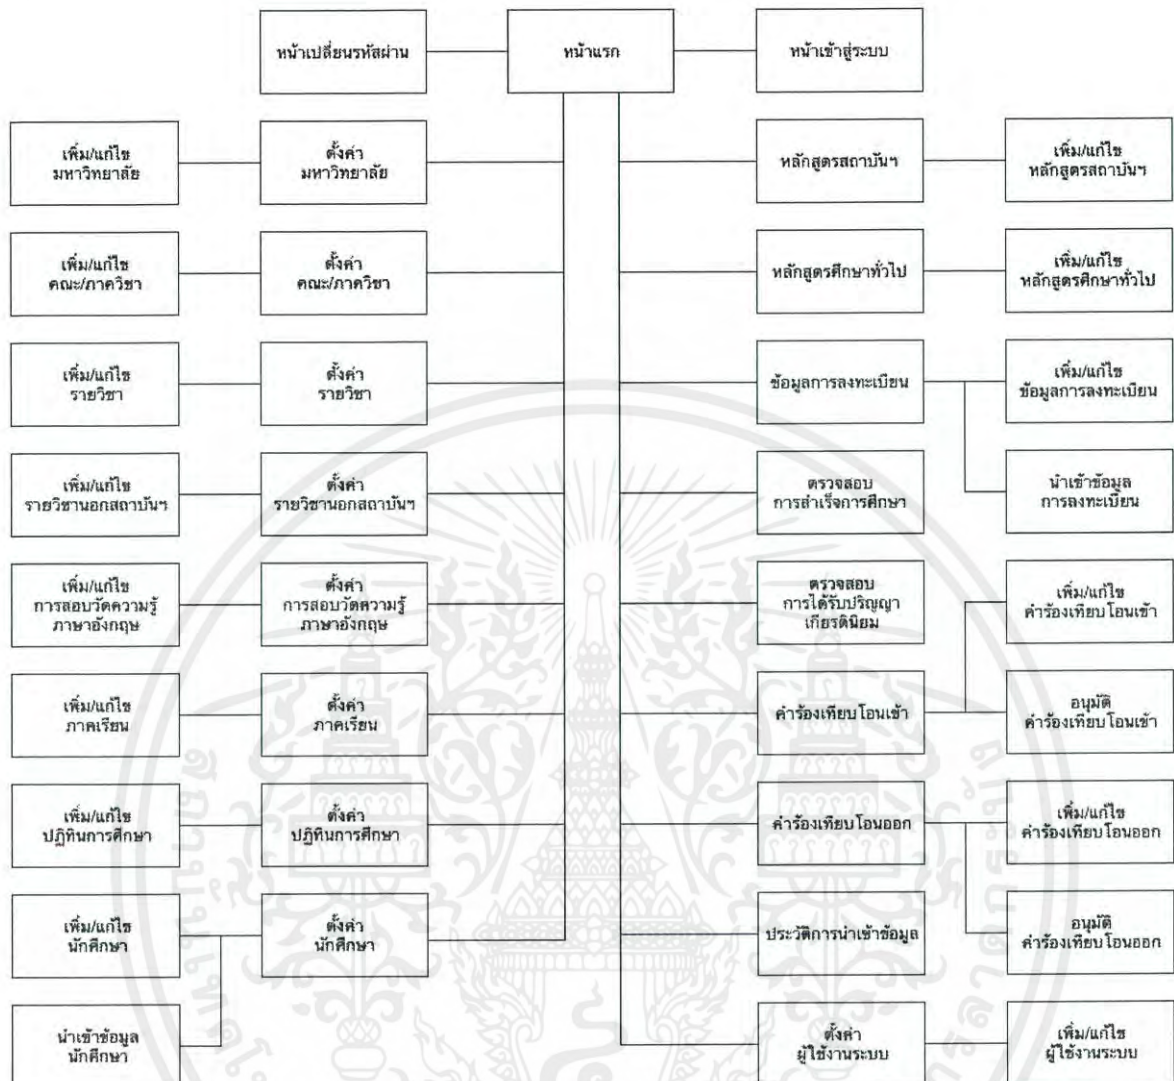 หน้าเปลี่ยนรหัสผ่าน
หน้าแรก
หน้าเข้าสู่ระบบ
เพิ่ม/แก้ไข
มหาวิทยาลัย
ตั้งค่า
มหาวิทยาลัย
หลักสูตรสถาบันฯ
เพิ่ม/แก้ไข
หลักสูตรสถาบันฯ
เพิ่ม/แก้ไข
คณะ/ภาควิชา
ตั้งค่า
คณะ/ภาควิชา
หลักสูตรศึกษาทั่วไป
เพิ่ม/แก้ไข
หลักสูตรศึกษาทั่วไป
เพิ่ม/แก้ไข
รายวิชา
ตั้งค่า
รายวิชา
ข้อมูลการลงทะเบียน
เพิ่ม/แก้ไข
ข้อมูลการลงทะเบียน
เพิ่ม/แก้ไข
รายวิชานอกสถาบันฯ
ตั้งค่า
รายวิชานอกสถาบันฯ
ตรวจสอบ
การสำเร็จการศึกษา
นำเข้าข้อมูล
การลงทะเบียน
เพิ่ม/แก้ไข
การสอบวัดความรู้
ภาษาอังกฤษ
ตั้งค่า
การสอบวัดความรู้
ภาษาอังกฤษ
ตรวจสอบ
การได้รับปริญญา
เกียรตินิยม
เพิ่ม/แก้ไข
คำร้องเทียบโอนเข้า
เพิ่ม/แก้ไข
ภาคเรียน
ตั้งค่า
ภาคเรียน
คำร้องเทียบโอนเข้า
อนุมัติ
คำร้องเทียบโอนเข้า
เพิ่ม/แก้ไข
ปฏิทินการศึกษา
ตั้งค่า
ปฏิทินการศึกษา
คำร้องเทียบโอนออก
เพิ่ม/แก้ไข
คำร้องเทียบโอนออก
เพิ่ม/แก้ไข
นักศึกษา
ตั้งค่า
นักศึกษา
ประวัติการนำเข้าข้อมูล
อนุมัติ
คำร้องเทียบโอนออก
นำเข้าข้อมูล
นักศึกษา
ตั้งค่า
ผู้ใช้งานระบบ
เพิ่ม/แก้ไข
ผู้ใช้งานระบบ